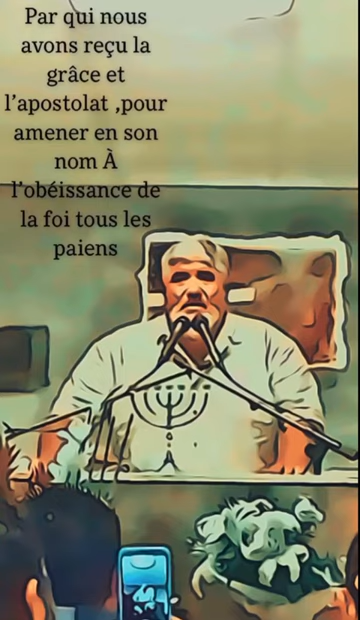 Par qui nous
avons reçu la
grâce et
l’apostolat ,pour
amener en son
nom À
l’obéissance de
la foi tous les
paiens